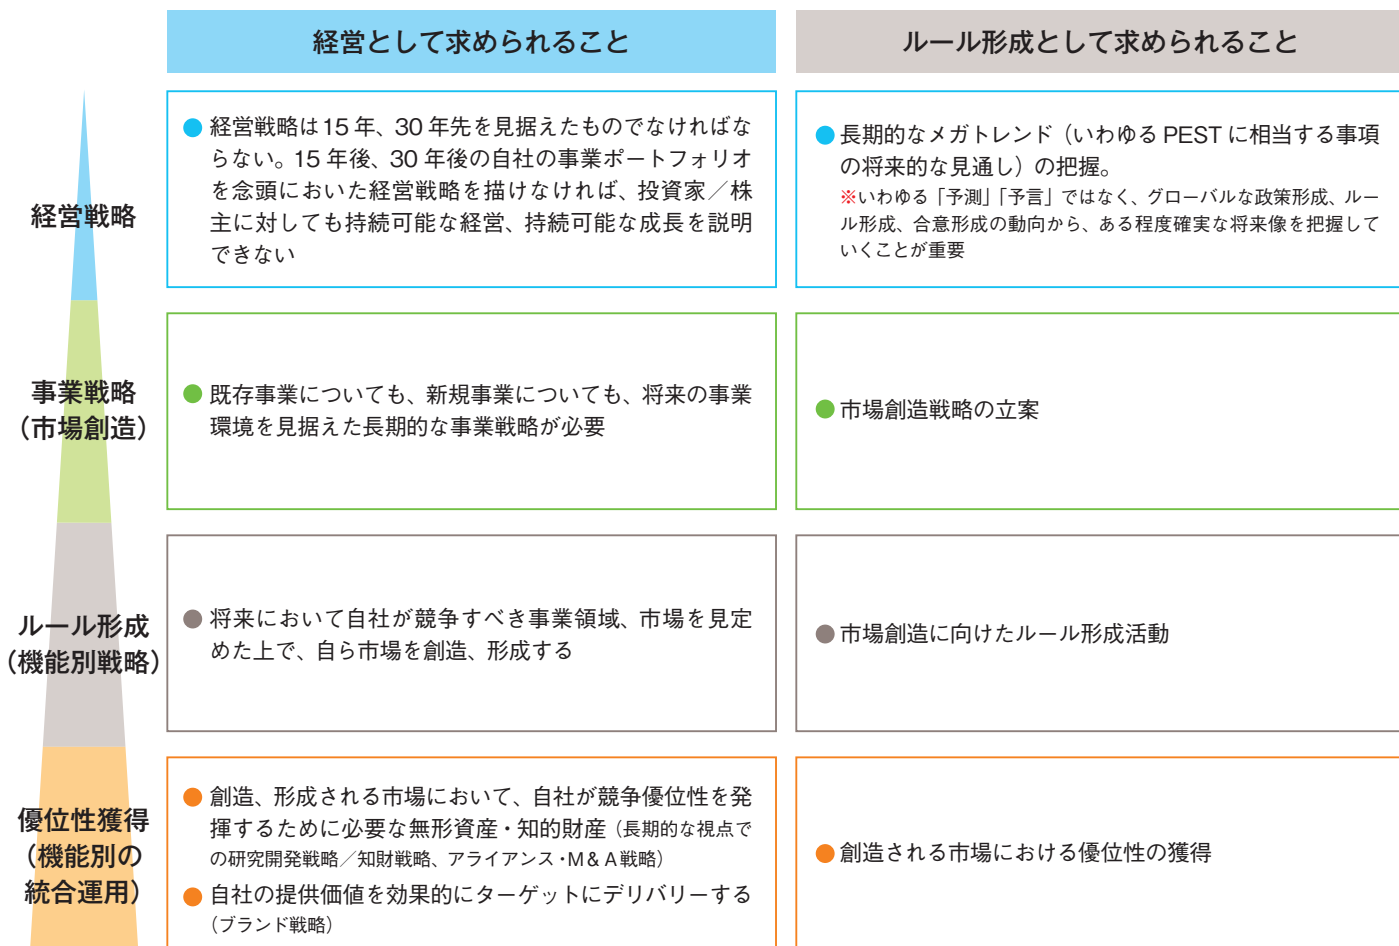 経営として求められること
ルール形成として求められること
経営戦略
● 経営戦略は15年、30年先を見据えたものでなければな
らない。15年後、30年後の自社の事業ポートフォリオ
を念頭においた経営戦略を描けなければ、投資家／株
主に対しても持続可能な経営、持続可能な成長を説明
できない
● 長期的なメガトレンド（いわゆるPESTに相当する事項
の将来的な見通し）の把握。
※いわゆる「予測」「予言」ではなく、グローバルな政策形成、ルー
ル形成、合意形成の動向から、ある程度確実な将来像を把握して
いくことが重要
事業戦略
（市場創造）
● 既存事業についても、新規事業についても、将来の事業
環境を見据えた長期的な事業戦略が必要
● 市場創造戦略の立案
ルール形成
（機能別戦略）
● 将来において自社が競争すべき事業領域、市場を見定
めた上で、自ら市場を創造、形成する
● 市場創造に向けたルール形成活動
優位性獲得
（機能別の
統合運用）
● 創造、形成される市場において、自社が競争優位性を発
揮するために必要な無形資産・知的財産（長期的な視点で
の研究開発戦略／知財戦略、アライアンス・M＆A戦略）
● 自社の提供価値を効果的にターゲットにデリバリーする
（ブランド戦略）
● 創造される市場における優位性の獲得